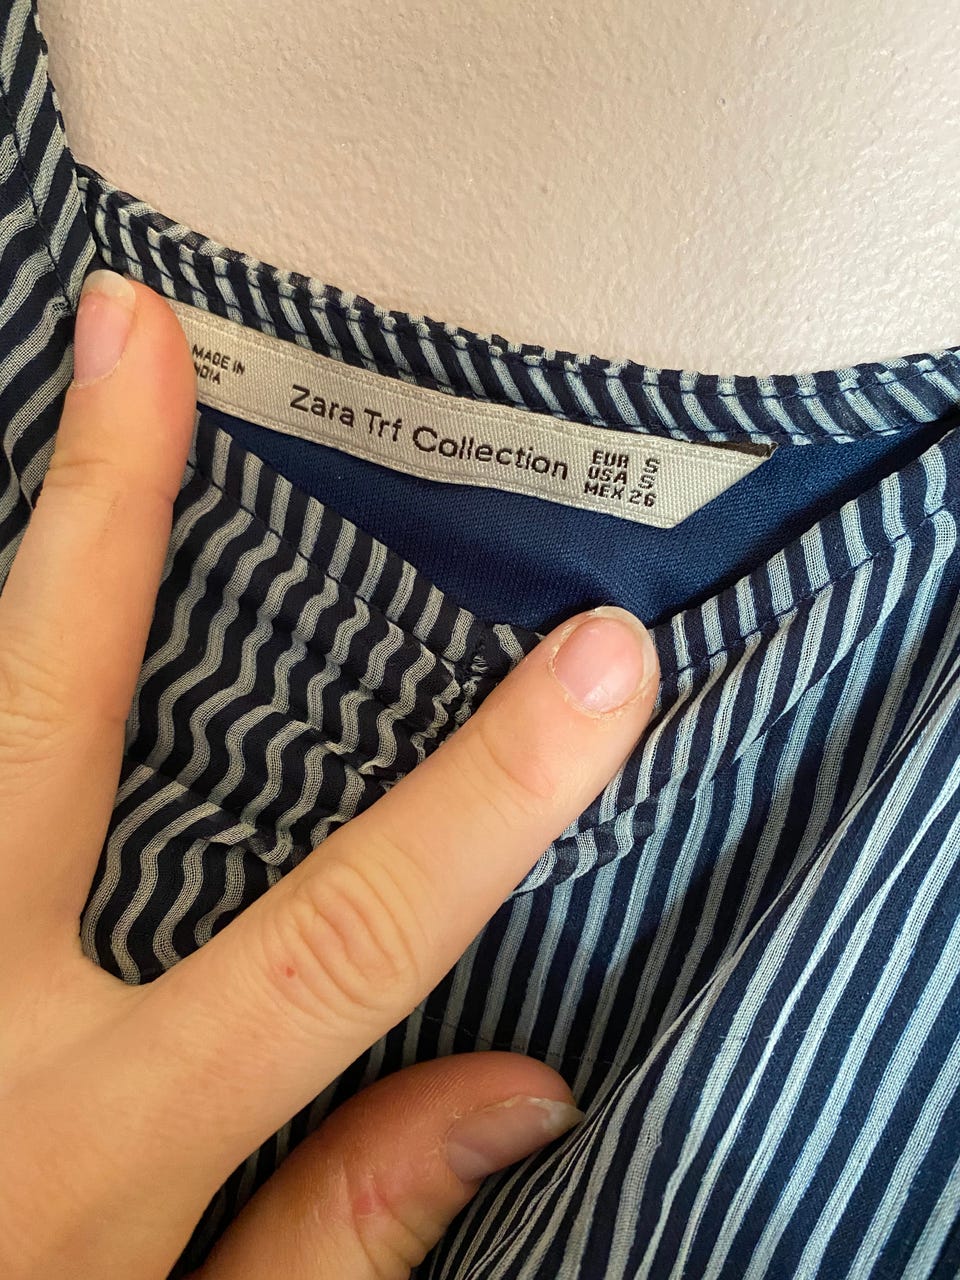 MADE IN
INDIA
Zara Trf Collection
EUR S
USA S
MEX 26